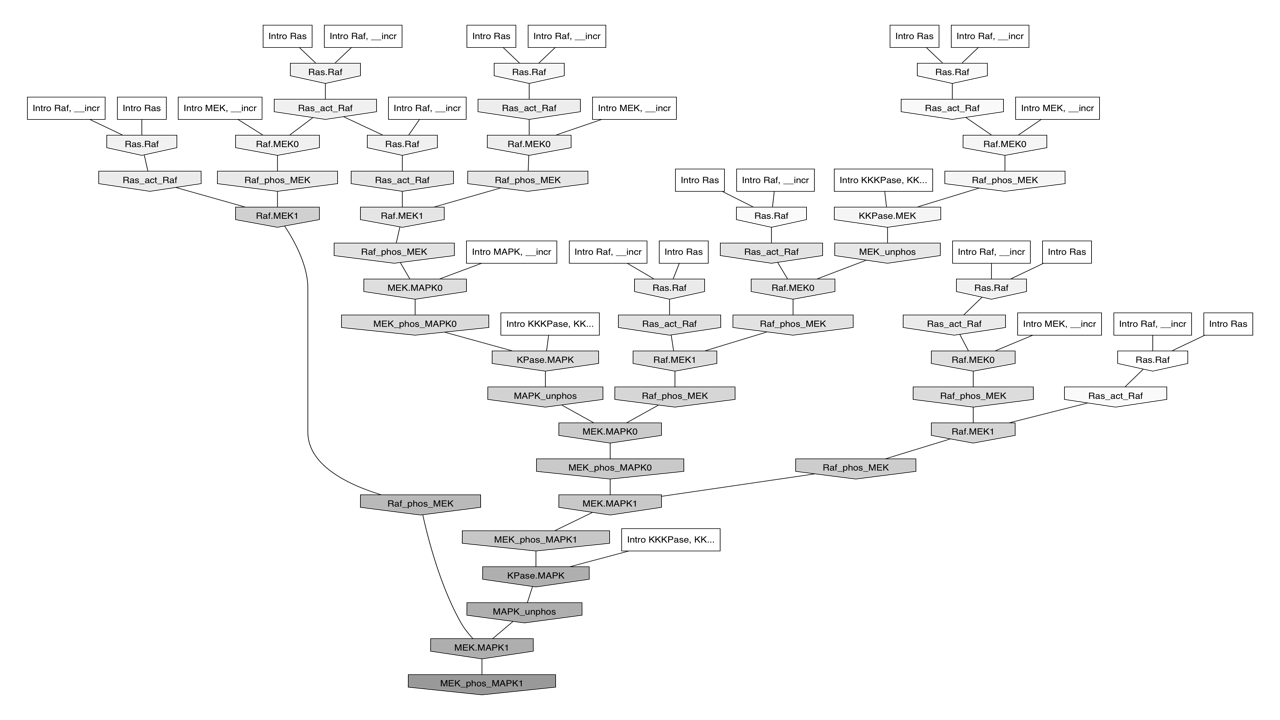 Intro Ras
Intro Raf, __incr
Intro Ras
Intro Raf, __incr
Intro Ras
Intro Raf, __incr
Ras.Raf
Ras.Raf
Ras.Raf
Intro Raf, __incr
Intro Ras
Intro MEK, __incr
Ras_act_Raf
Intro Raf, __incr
Ras_act_Raf
Intro MEK, __incr
Ras_act_Raf
Intro MEK, __incr
Ras.Raf
Raf.MEK0
Ras.Raf
Raf.MEK0
Raf.MEK0
Ras_act_Raf
Raf_phos_MEK
Ras_act_Raf
Raf_phos_MEK
Intro Ras
Intro Raf, __incr
Intro KKKPase, KK...
Raf_phos_MEK
Raf.MEK1
Raf.MEK1
Ras.Raf
KKPase.MEK
Raf_phos_MEK
Intro MAPK, __incr
Intro Raf, __incr
Intro Ras
Ras_act_Raf
MEK_unphos
Intro Raf, __incr
Intro Ras
MEK.MAPK0
Ras.Raf
Raf.MEK0
Ras.Raf
MEK_phos_MAPK0
Intro KKKPase, KK...
Ras_act_Raf
Raf_phos_MEK
Ras_act_Raf
Intro MEK, __incr
Intro Raf, __incr
Intro Ras
KPase.MAPK
Raf.MEK1
Raf.MEK0
Ras.Raf
MAPK_unphos
Raf_phos_MEK
Raf_phos_MEK
Ras_act_Raf
MEK.MAPK0
Raf.MEK1
MEK_phos_MAPK0
Raf_phos_MEK
Raf_phos_MEK
MEK.MAPK1
MEK_phos_MAPK1
Intro KKKPase, KK...
KPase.MAPK
MAPK_unphos
MEK.MAPK1
MEK_phos_MAPK1